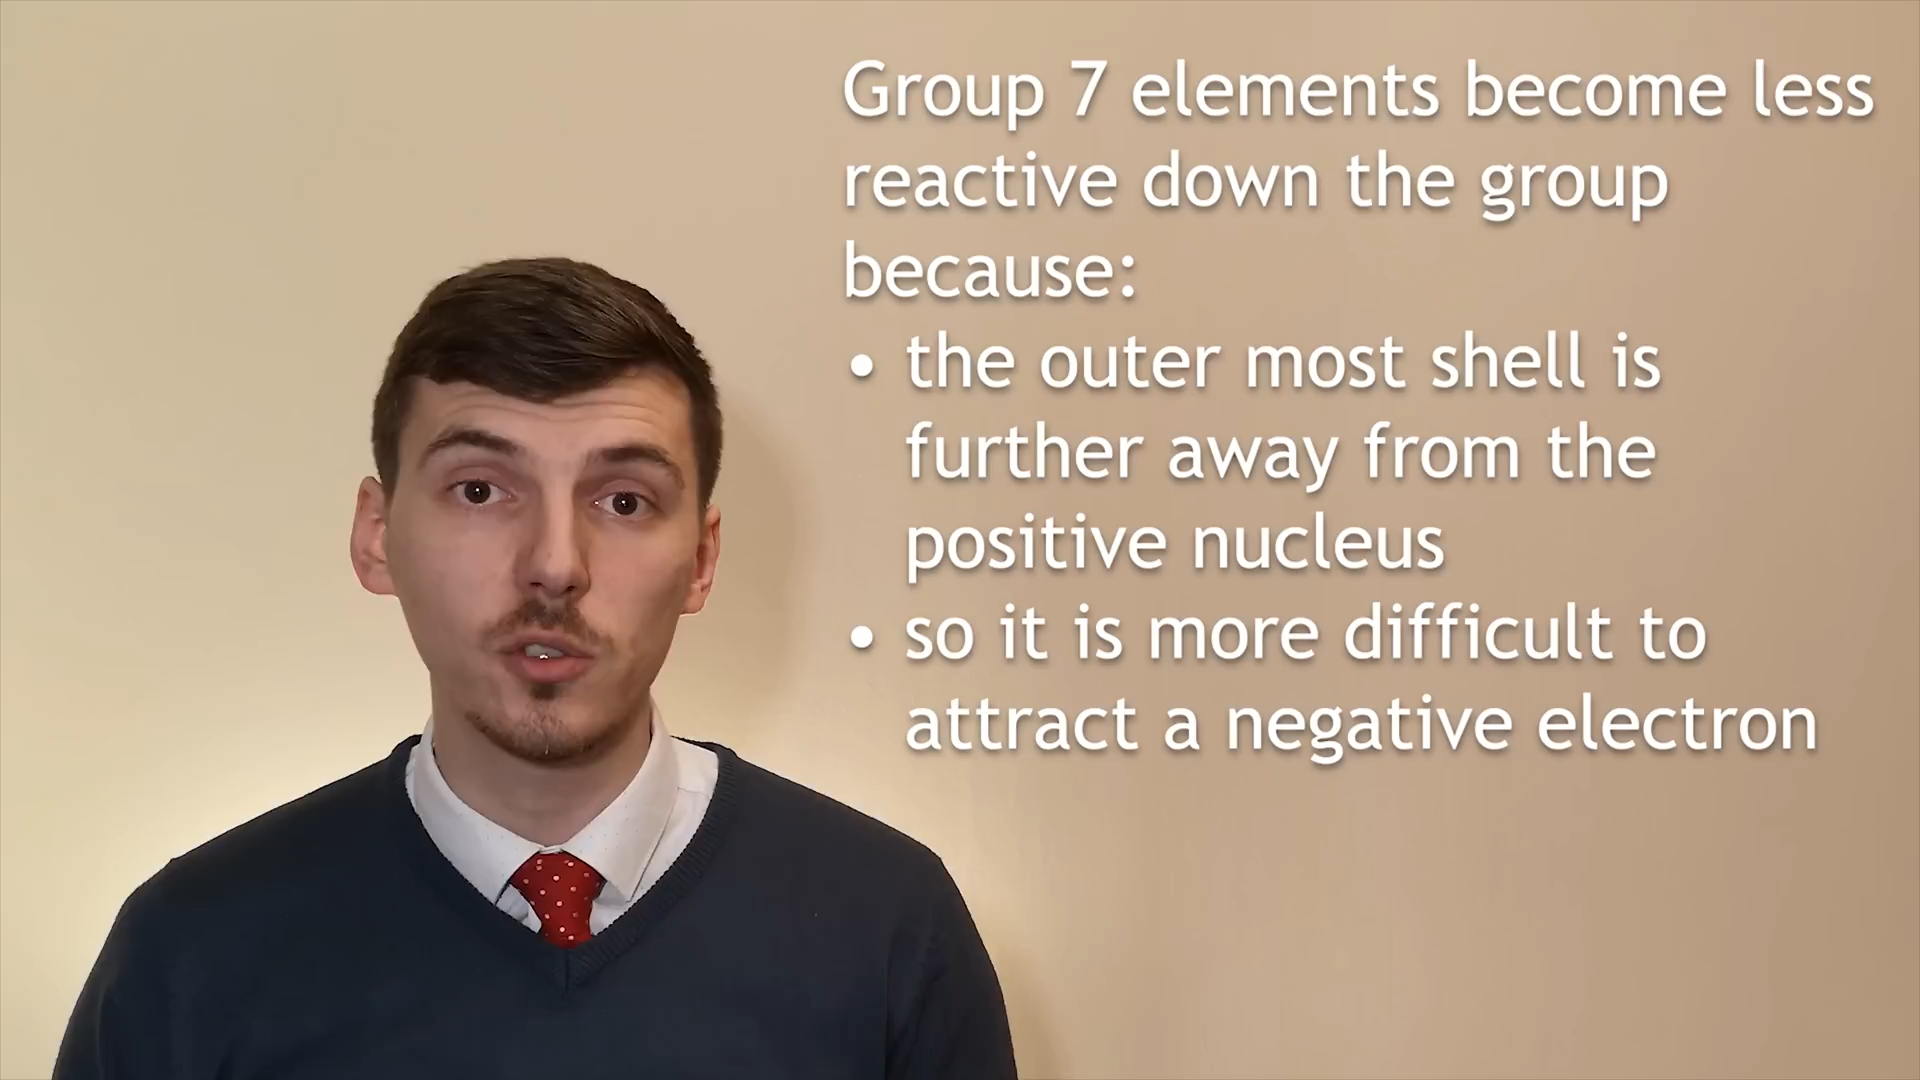 Group 7 elements become less
reactive down the group
because:
• the outer most shell is
further away from the
positive nucleus
• so it is more difficult to
attract a negative electron